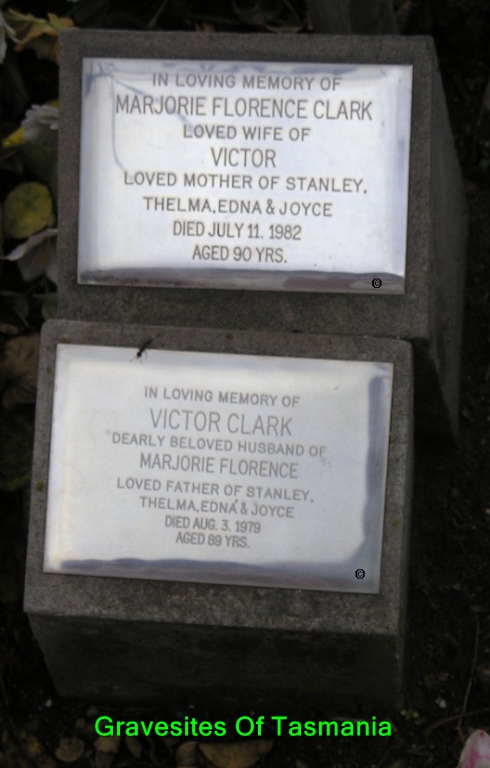 IN LOVING MEMORY OF
MARJORIE FLORENCE CLARK
LOVED WIFE OF
VICTOR
LOVED MOTHER OF STANLEY,
THELMA, EDNA & JOYCE
DIED JULY 11. 1982
AGED 90 YRS.
©
IN LOVING MEMORY OF
VICTOR CLARK
DEARLY BELOVED HUSBAND OF
MARJORIE FLORENCE
LOVED FATHER OF STANLEY,
THELMA, EDNA & JOYCE
DIED AUG. 3. 1979
AGED 89 YRS.
©
Gravesites Of Tasmania